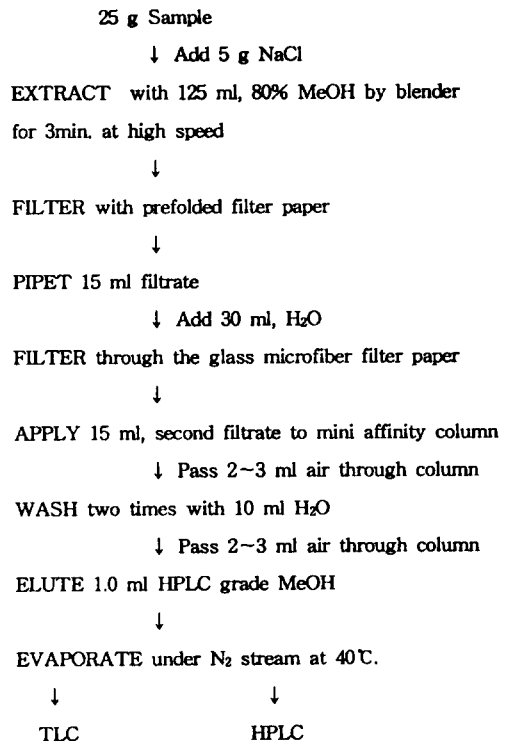 25 g Sample
↓ Add 5 g NaCl
EXTRACT with 125 ml, 80% MeOH by blender
for 3min. at high speed
↓
FILTER with prefolded filter paper
↓
PIPET 15 ml filtrate
↓ Add 30 ml, H₂O
FILTER through the glass microfiber filter paper
↓
APPLY 15 ml, second filtrate to mini affinity column
↓ Pass 2~3 ml air through column
WASH two times with 10 ml H₂O
↓ Pass 2~3 ml air through column
ELUTE 1.0 ml HPLC grade MeOH
↓
EVAPORATE under N₂ stream at 40℃.
↓ ↓
TLC HPLC